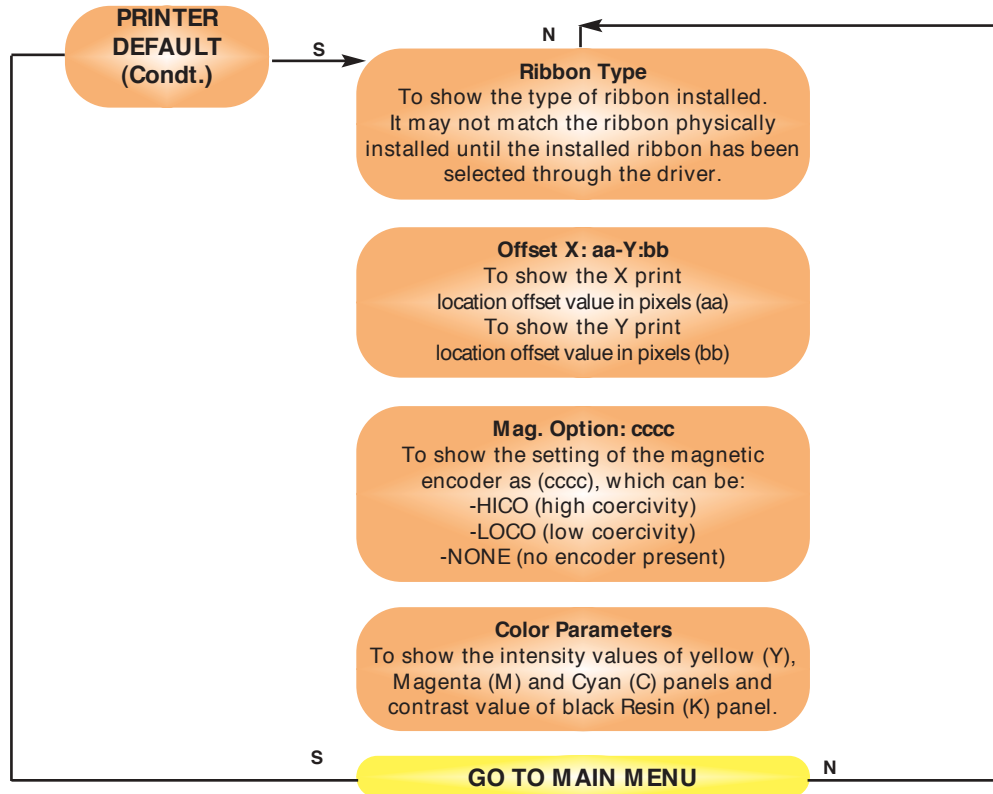 PRINTER
DEFAULT
(Condt.)
S
N
Ribbon Type
To show the type of ribbon installed.
It may not match the ribbon physically
installed until the installed ribbon has been
selected through the driver.
Offset X: aa-Y:bb
To show the X print
location offset value in pixels (aa)
To show the Y print
location offset value in pixels (bb)
Mag. Option: cccc
To show the setting of the magnetic
encoder as (cccc), which can be:
-HICO (high coercivity)
-LOCO (low coercivity)
-NONE (no encoder present)
Color Parameters
To show the intensity values of yellow (Y),
Magenta (M) and Cyan (C) panels and
contrast value of black Resin (K) panel.
S
GO TO MAIN MENU
N